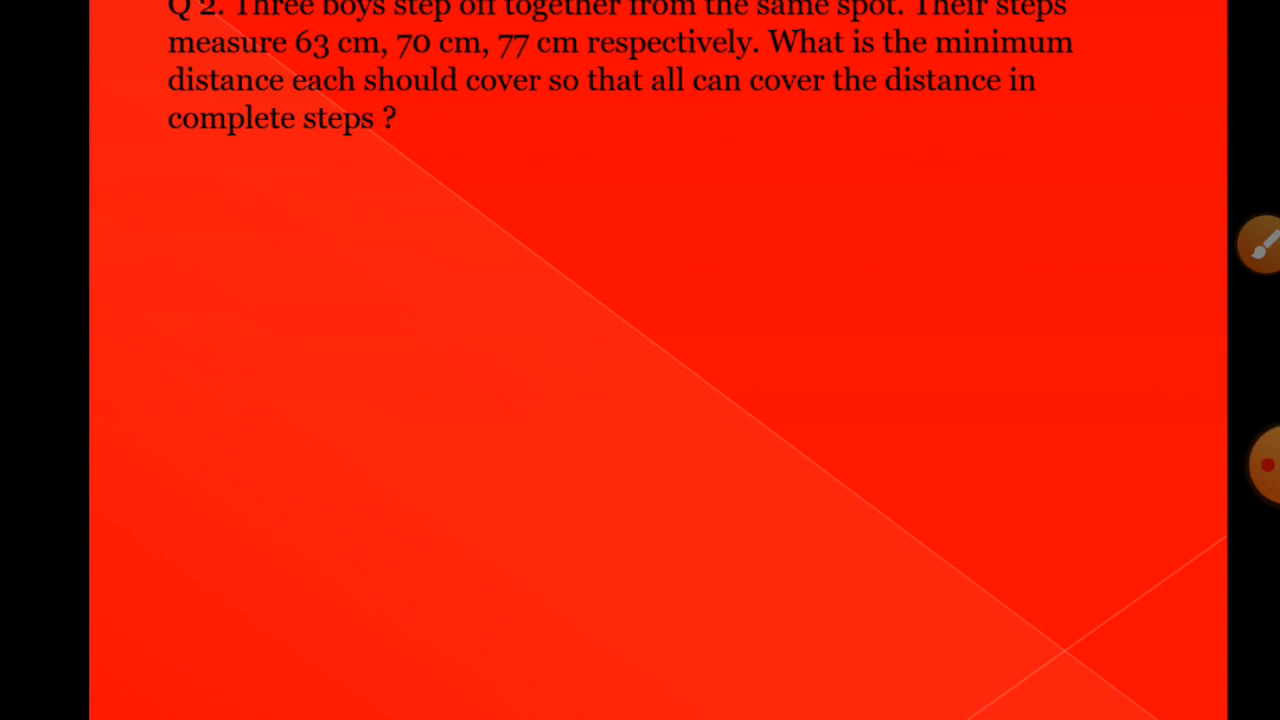 Q 2. Three boys step off together from the same spot. Their steps
measure 63 cm, 70 cm, 77 cm respectively. What is the minimum
distance each should cover so that all can cover the distance in
complete steps ?